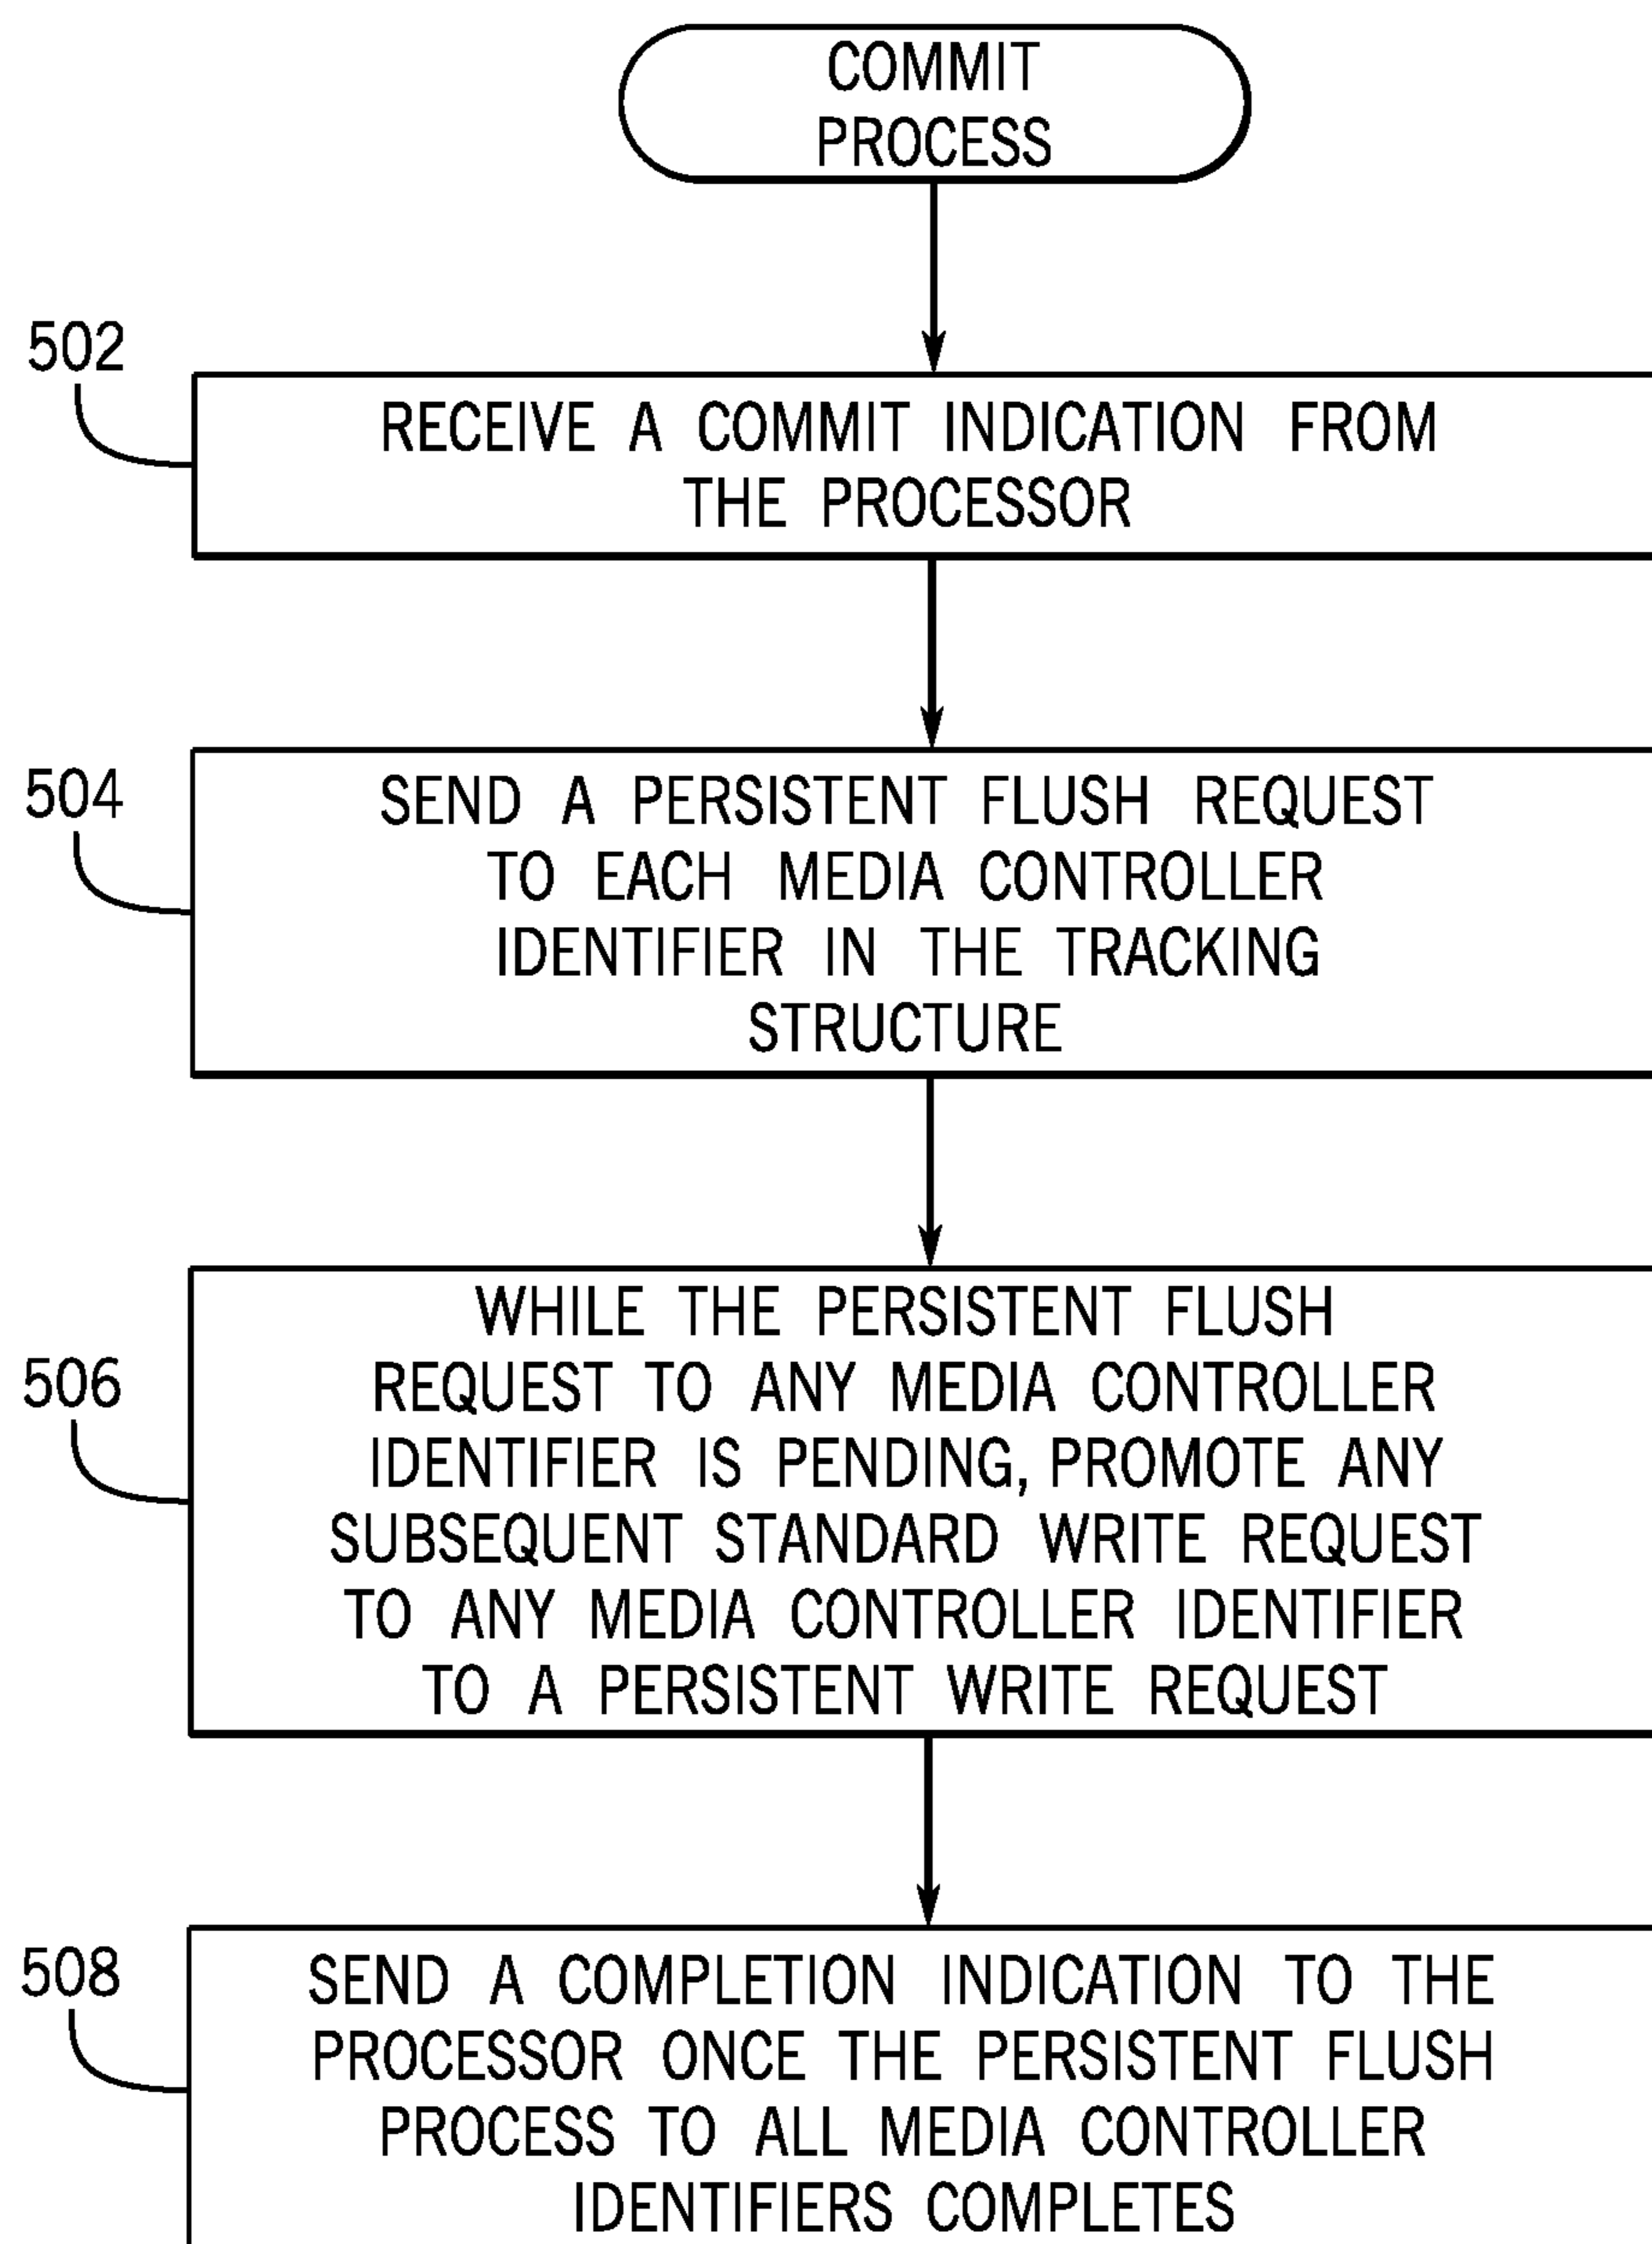 COMMIT
PROCESS
502
RECEIVE A COMMIT INDICATION FROM
THE PROCESSOR
504
SEND A PERSISTENT FLUSH REQUEST
TO EACH MEDIA CONTROLLER
IDENTIFIER IN THE TRACKING
STRUCTURE
506
WHILE THE PERSISTENT FLUSH
REQUEST TO ANY MEDIA CONTROLLER
IDENTIFIER IS PENDING, PROMOTE ANY
SUBSEQUENT STANDARD WRITE REQUEST
TO ANY MEDIA CONTROLLER IDENTIFIER
TO A PERSISTENT WRITE REQUEST
508
SEND A COMPLETION INDICATION TO THE
PROCESSOR ONCE THE PERSISTENT FLUSH
PROCESS TO ALL MEDIA CONTROLLER
IDENTIFIERS COMPLETES